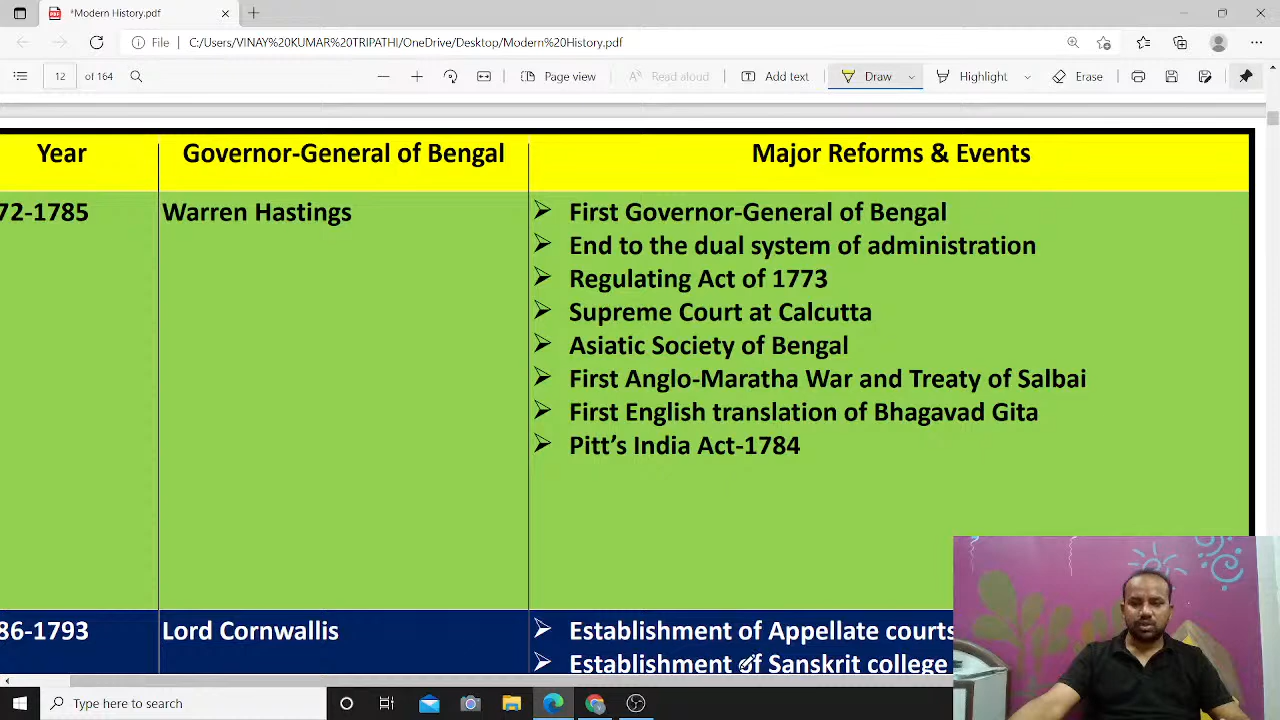 *Modern History.pdf
File
C:/Users/VINAY%20KUMAR%20TRIPATHI/OneDrive/Desktop/Modern%20History.pdf
12 of 164
Page view
Read aloud
Add text
Draw
Highlight
Erase
Year Governor-General of Bengal Major Reforms & Events
72-1785 Warren Hastings ➢ First Governor-General of Bengal
➢ End to the dual system of administration
➢ Regulating Act of 1773
➢ Supreme Court at Calcutta
➢ Asiatic Society of Bengal
➢ First Anglo-Maratha War and Treaty of Salbai
➢ First English translation of Bhagavad Gita
➢ Pitt’s India Act-1784
86-1793 Lord Cornwallis ➢ Establishment of Appellate courts
➢ Establishment of Sanskrit college
Type here to search